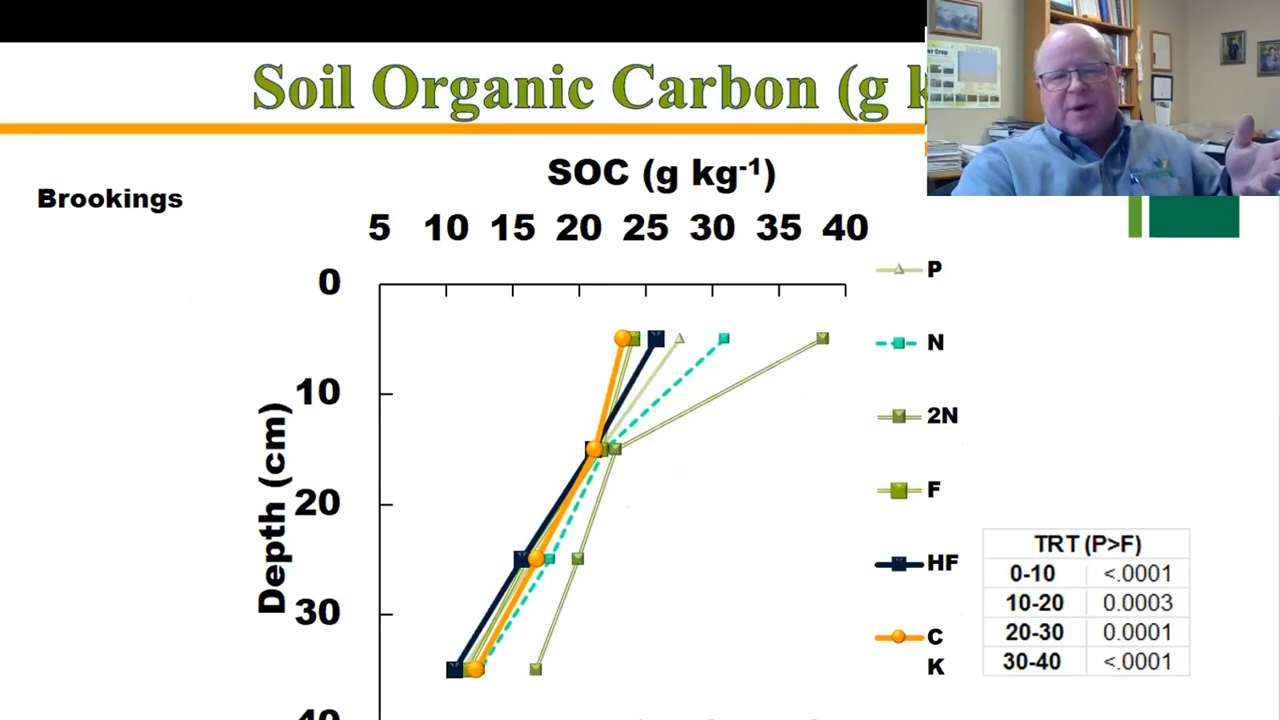 Soil Organic Carbon (g k
SOC (g kg-1)
Brookings
5 10 15 20 25 30 35 40
0
10
20
30
40
Depth (cm)
P
N
2N
F
HF
C
K
TRT (P>F)
0-10 <.0001
10-20 0.0003
20-30 0.0001
30-40 <.0001